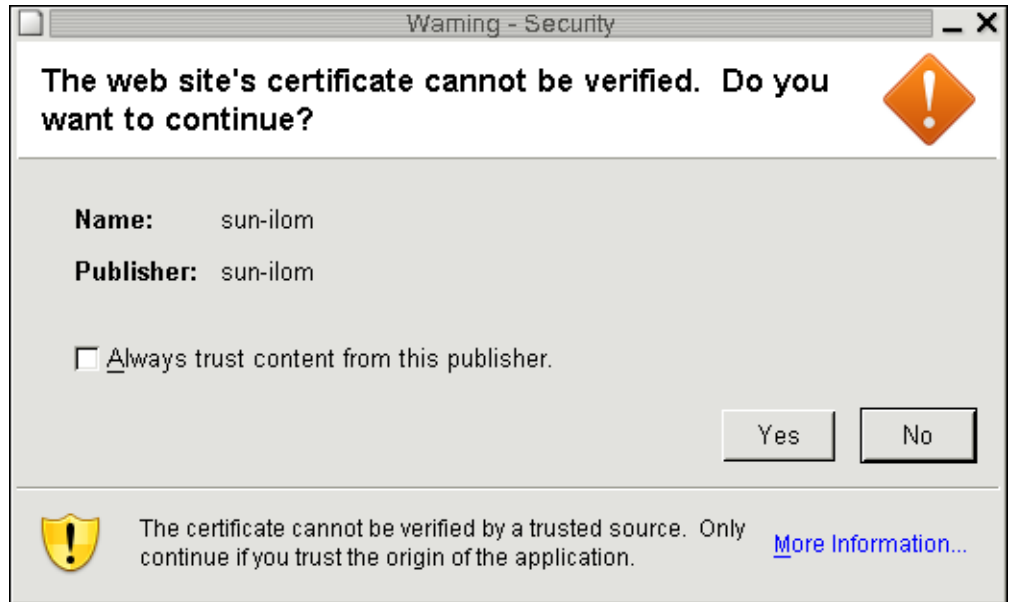 Warning - Security
The web site's certificate cannot be verified. Do you
want to continue?
Name: sun-ilom
Publisher: sun-ilom
Always trust content from this publisher.
Yes No
The certificate cannot be verified by a trusted source. Only
continue if you trust the origin of the application.
More Information...